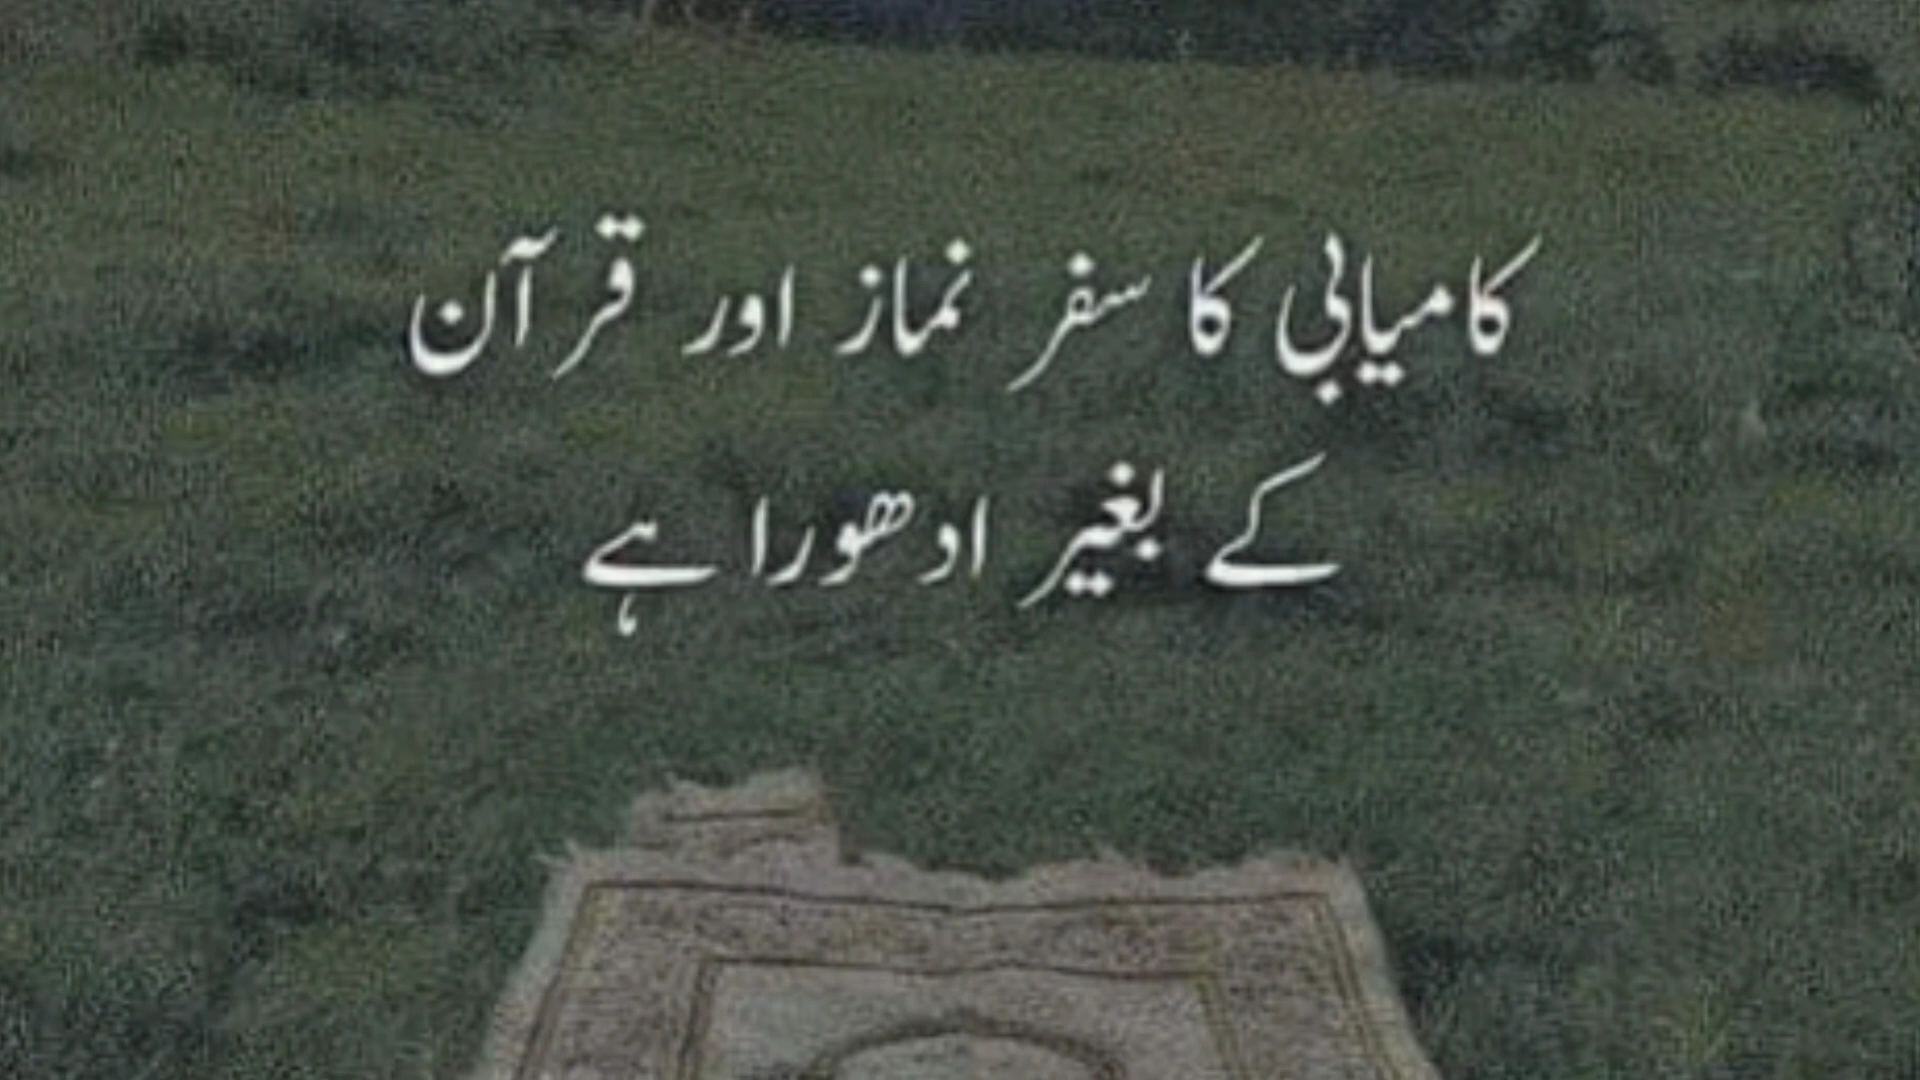 کامیابی کا سفر نماز اور قرآن
کے بغیر ادھورا ہے